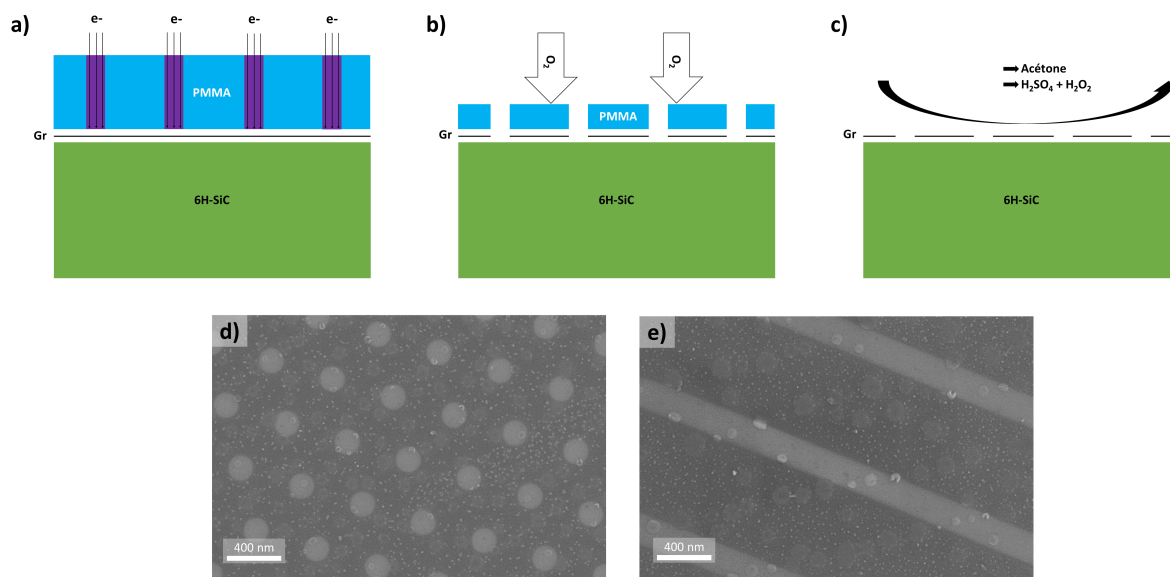 a)
e- e- e- e-
PMMA
Gr
6H-SiC
b)
O₂ O₂
PMMA
6H-SiC
c)
Acétone
H₂SO₄ + H₂O₂
Gr
6H-SiC
d)
400 nm
e)
400 nm